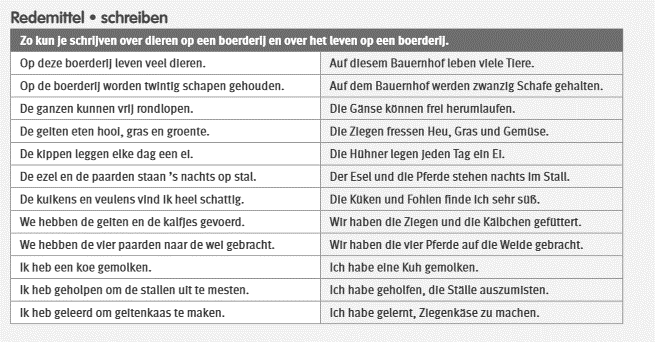 Redemittel • schreiben
Zo kun je schrijven over dieren op een boerderij en over het leven op een boerderij.
Op deze boerderij leven veel dieren. Auf diesem Bauernhof leben viele Tiere.
Op de boerderij worden twintig schapen gehouden. Auf dem Bauernhof werden zwanzig Schafe gehalten.
De ganzen kunnen vrij rondlopen. Die Gänse können frei herumlaufen.
De geiten eten hooi, gras en groente. Die Ziegen fressen Heu, Gras und Gemüse.
De kippen leggen elke dag een ei. Die Hühner legen jeden Tag ein Ei.
De ezel en de paarden staan 's nachts op stal. Der Esel und die Pferde stehen nachts im Stall.
De kuikens en veulens vind ik heel schattig. Die Küken und Fohlen finde ich sehr süß.
We hebben de geiten en de kalfjes gevoerd. Wir haben die Ziegen und die Kälbchen gefüttert.
We hebben de vier paarden naar de wei gebracht. Wir haben die vier Pferde auf die Weide gebracht.
Ik heb een koe gemolken. Ich habe eine Kuh gemolken.
Ik heb geholpen om de stallen uit te mesten. Ich habe geholfen, die Ställe auszumisten.
Ik heb geleerd om geitenkaas te maken. Ich habe gelernt, Ziegenkäse zu machen.